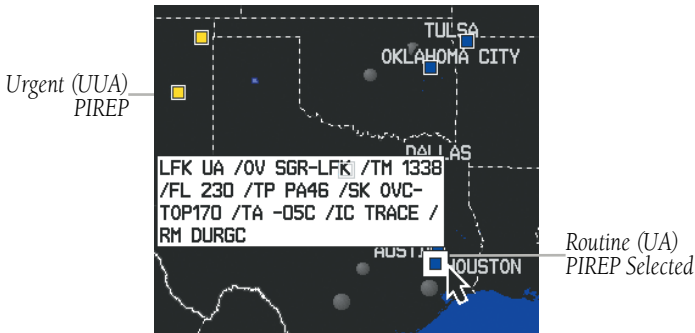 TULSA
OKLAHOMA CITY
Urgent (UUA)
PIREP
DALLAS
LFK UA /OV SGR-LFK /TM 1338
/FL 230 /TP PA46 /SK OVC-
TOP170 /TA -05C /IC TRACE /
RM DURGC
AUSTIN
HOUSTON
Routine (UA)
PIREP Selected